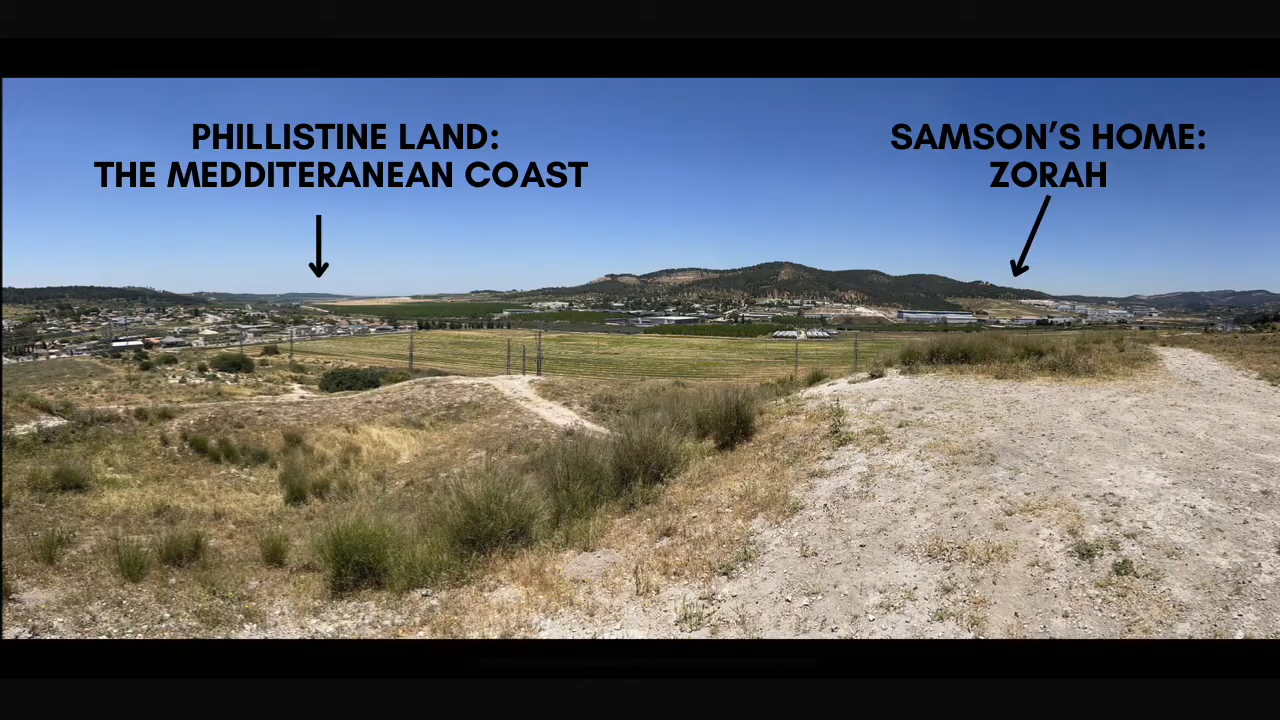 PHILLISTINE LAND:
THE MEDDITERANEAN COAST
SAMSON'S HOME:
ZORAH